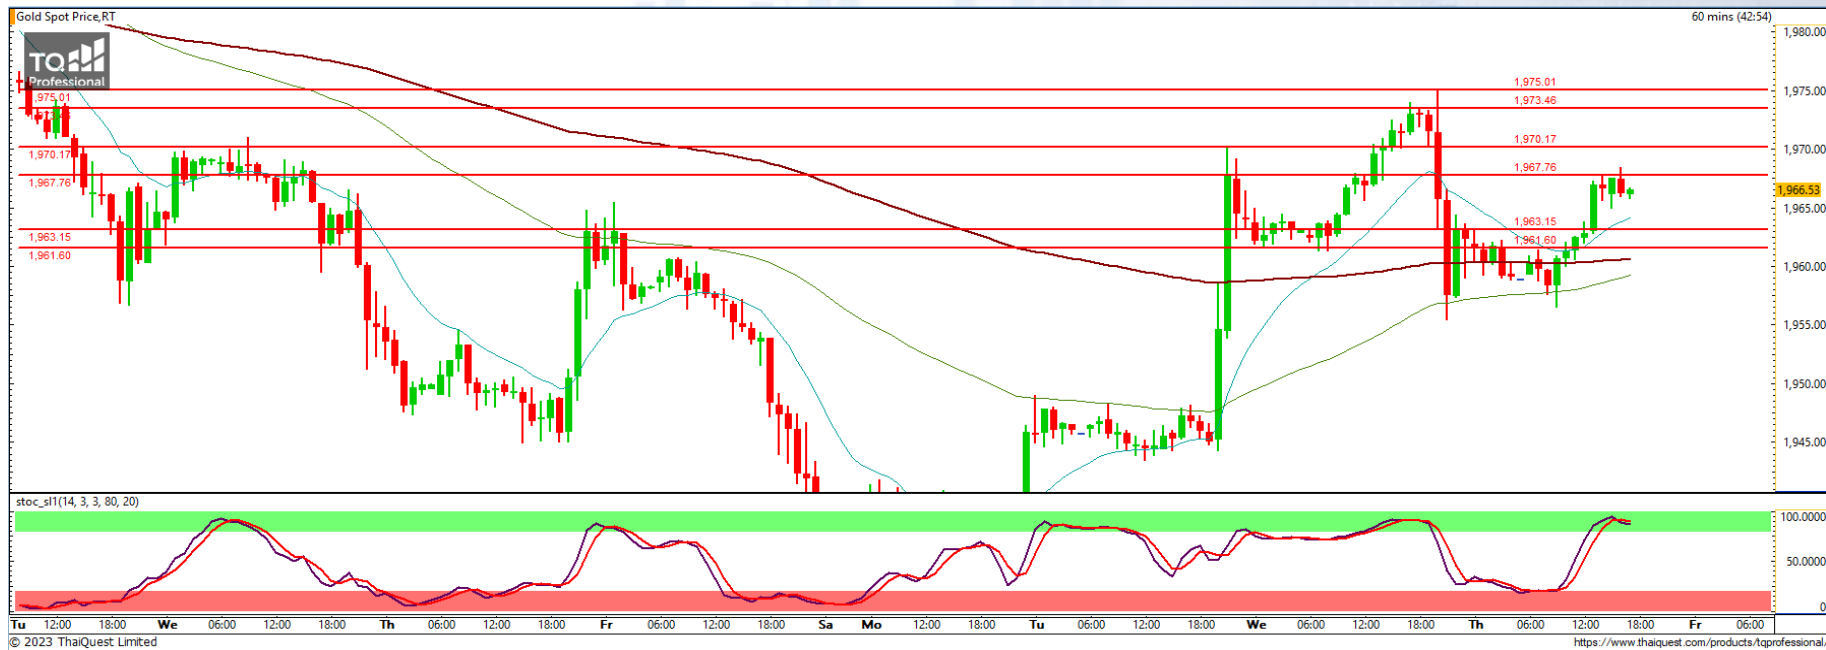 Gold Spot Price,RT
60 mins (42:54)
TQ
Professional
1,980.00
1,975.00
1,970.00
1,966.53
1,965.00
1,960.00
1,955.00
1,950.00
1,945.00
1,975.01
1,970.17
1,967.76
1,963.15
1,961.60
1,975.01
1,973.46
1,970.17
1,967.76
1,963.15
1,961.60
stoc_sl1(14, 3, 3, 80, 20)
100.0000
50.0000
0
Tu 12:00 18:00 We 06:00 12:00 18:00 Th 06:00 12:00 18:00 Fr 06:00 12:00 18:00 Sa Mo 12:00 18:00 Tu 06:00 12:00 18:00 We 06:00 12:00 18:00 Th 06:00 12:00 18:00 Fr 06:00
© 2023 ThaiQuest Limited
https://www.thaiquest.com/products/tqprofessional/